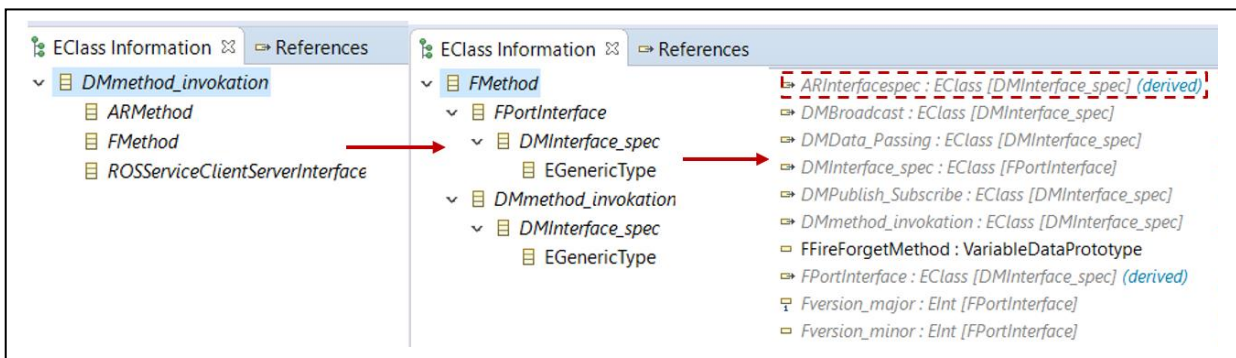 EClass Information References
DMmethod_invokation
ARMethod
FMethod
ROSServiceClientServerInterface
EClass Information References
FMethod
FPortInterface
DMInterface_spec
EGenericType
DMmethod_invokation
DMInterface_spec
EGenericType
ARInterfacespec : EClass [DMInterface_spec] (derived)
DMBroadcast : EClass [DMInterface_spec]
DMData_Passing : EClass [DMInterface_spec]
DMInterface_spec : EClass [FPortInterface]
DMPublish_Subscribe : EClass [DMInterface_spec]
DMmethod_invokation : EClass [DMInterface_spec]
FFireForgetMethod : VariableDataPrototype
FPortInterface : EClass [DMInterface_spec] (derived)
Fversion_major : EInt [FPortInterface]
Fversion_minor : EInt [FPortInterface]